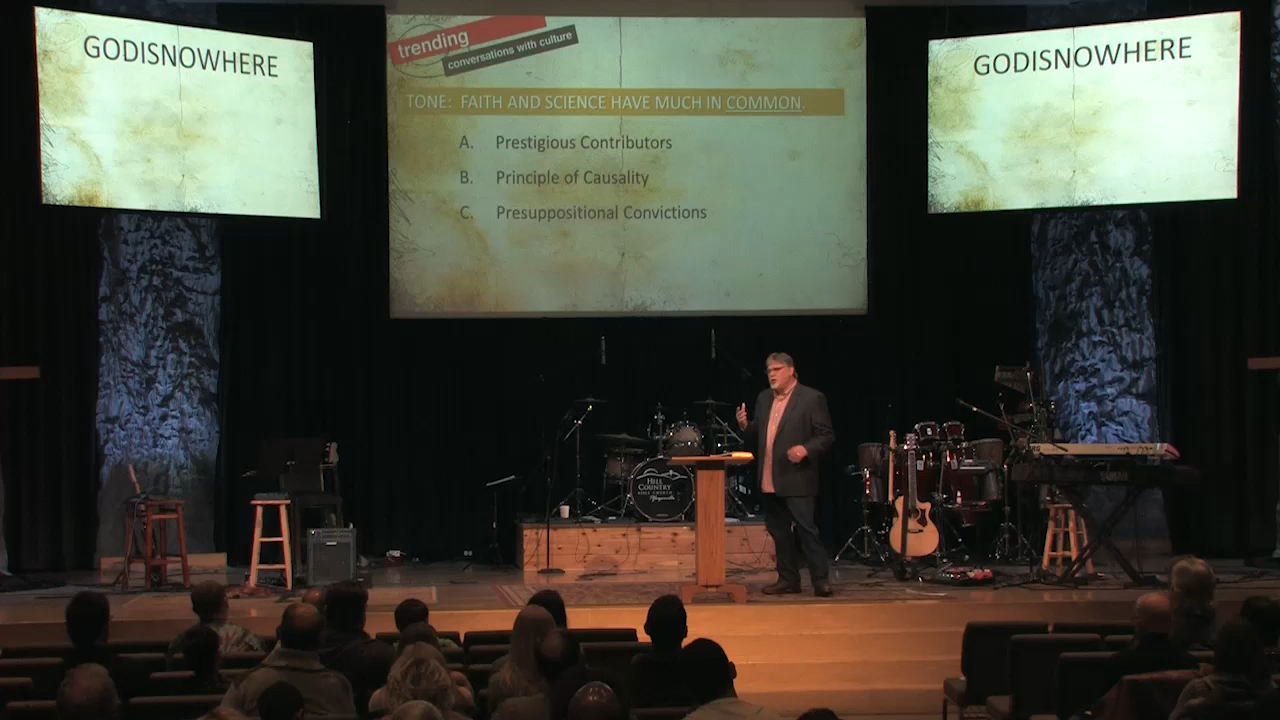 GODISNOWHERE
trending
conversations with culture
TONE: FAITH AND SCIENCE HAVE MUCH IN COMMON.
A. Prestigious Contributors
B. Principle of Causality
C. Presuppositional Convictions
GODISNOWHERE
HILL
COUNTRY
BIBLE CHURCH